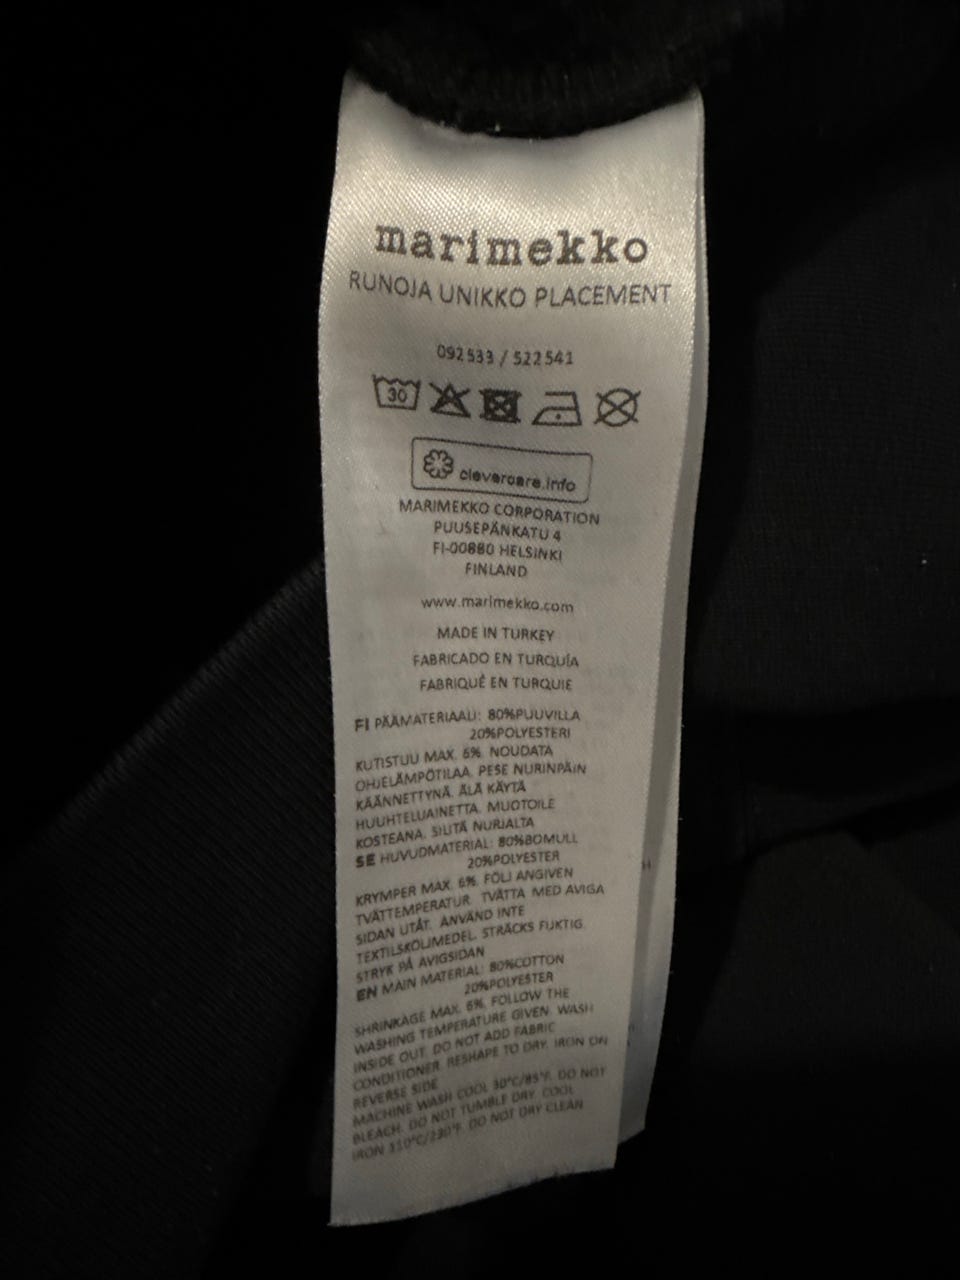 marimekko
RUNOJA UNIKKO PLACEMENT
092533 / 522541
30
clevercare.info
MARIMEKKO CORPORATION
PUUSEPÄNKATU 4
FI-00880 HELSINKI
FINLAND
www.marimekko.com
MADE IN TURKEY
FABRICADO EN TURQUÍA
FABRIQUÉ EN TURQUIE
FI PÄÄMATERIAALI: 80%PUUVILLA
20%POLYESTERI
KUTISTUU MAX. 6%. NOUDATA
OHJELÄMPÖTILAA. PESE NURINPÄIN
KÄÄNNETTYNÄ. ÄLÄ KÄYTÄ
HUUHTELUAINETTA. MUOTOILE
KOSTEANA. SILITÄ NURJALTA
SE HUVUDMATERIAL: 80%BOMULL
20%POLYESTER
KRYMPER MAX. 6%. FÖLJ ANGIVEN
TVÄTTEMPERATUR. TVÄTTA MED AVIGA
SIDAN UTÅT. ANVÄND INTE
TEXTILSKÖLJMEDEL. STRÄCKS FUKTIG.
STRYK PÅ AVIGSIDAN
EN MAIN MATERIAL: 80%COTTON
20%POLYESTER
SHRINKAGE MAX. 6%. FOLLOW THE
WASHING TEMPERATURE GIVEN. WASH
INSIDE OUT. DO NOT ADD FABRIC
CONDITIONER. RESHAPE TO DRY. IRON ON
REVERSE SIDE
MACHINE WASH COOL 30°C/85°F. DO NOT
BLEACH. DO NOT TUMBLE DRY. COOL
IRON 110°C/230°F. DO NOT DRY CLEAN